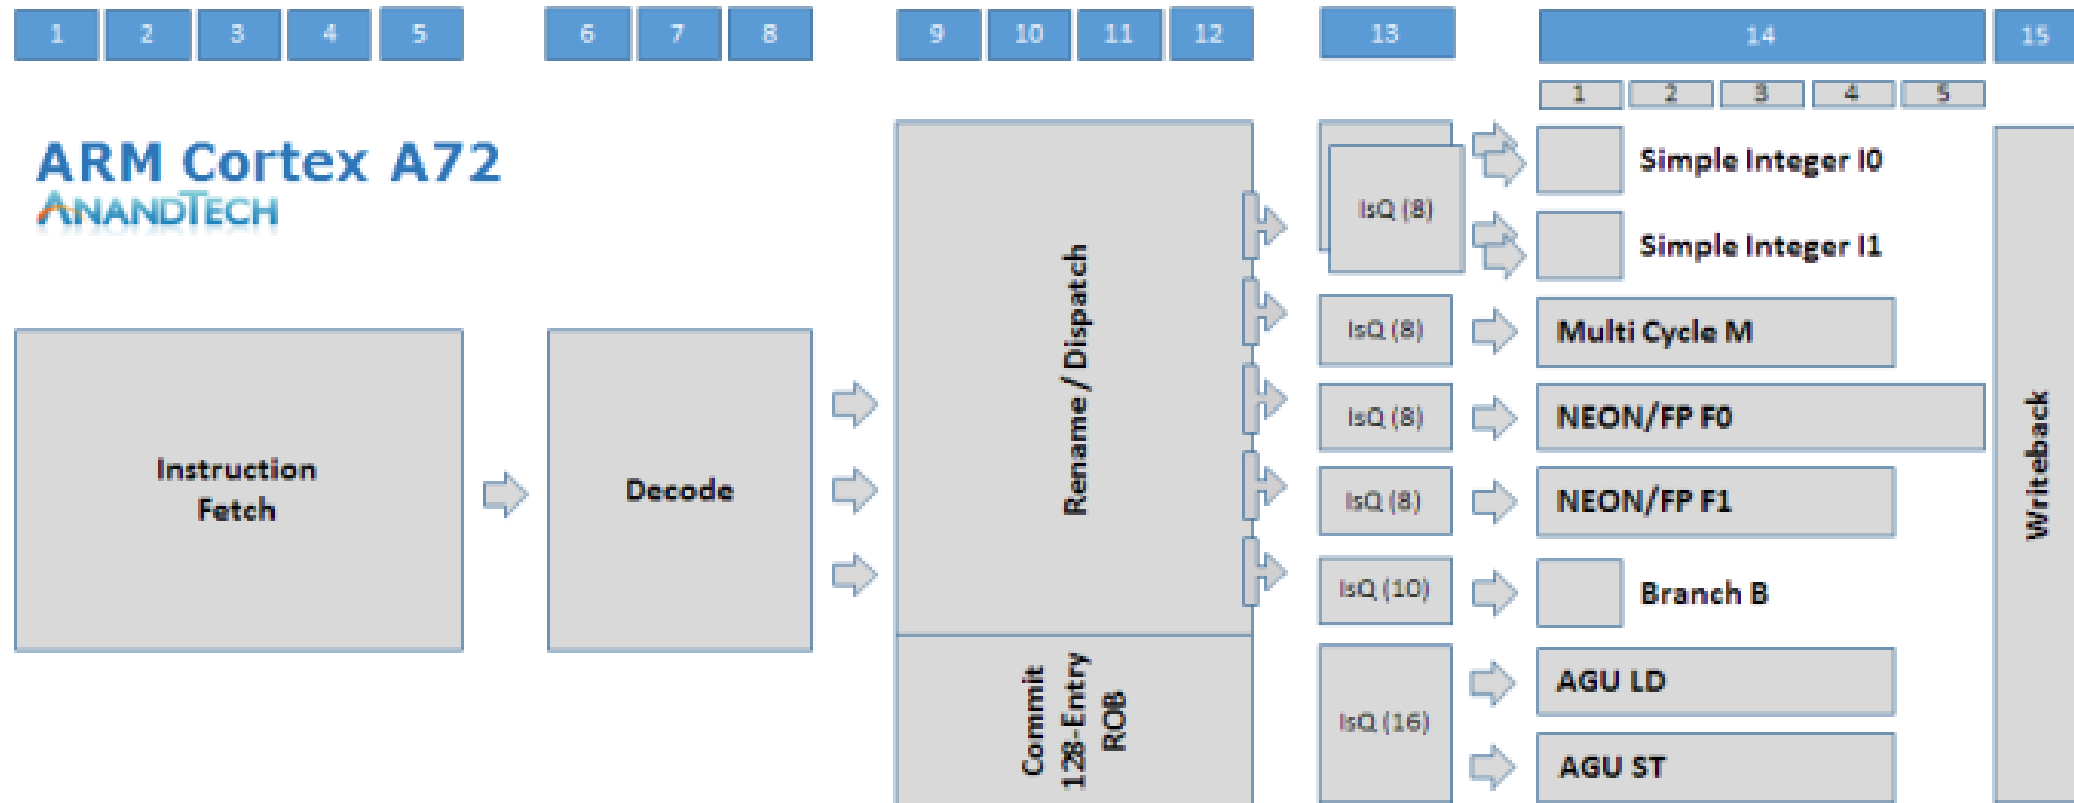 1 2 3 4 5 6 7 8 9 10 11 12 13 14 15
1 2 3 4 5
ARM Cortex A72
ANANDTECH
Instruction
Fetch
Decode
Rename / Dispatch
Commit
128-Entry
ROB
IsQ (8)
IsQ (8)
IsQ (8)
IsQ (8)
IsQ (10)
IsQ (16)
Simple Integer I0
Simple Integer I1
Multi Cycle M
NEON/FP F0
NEON/FP F1
Branch B
AGU LD
AGU ST
Writeback